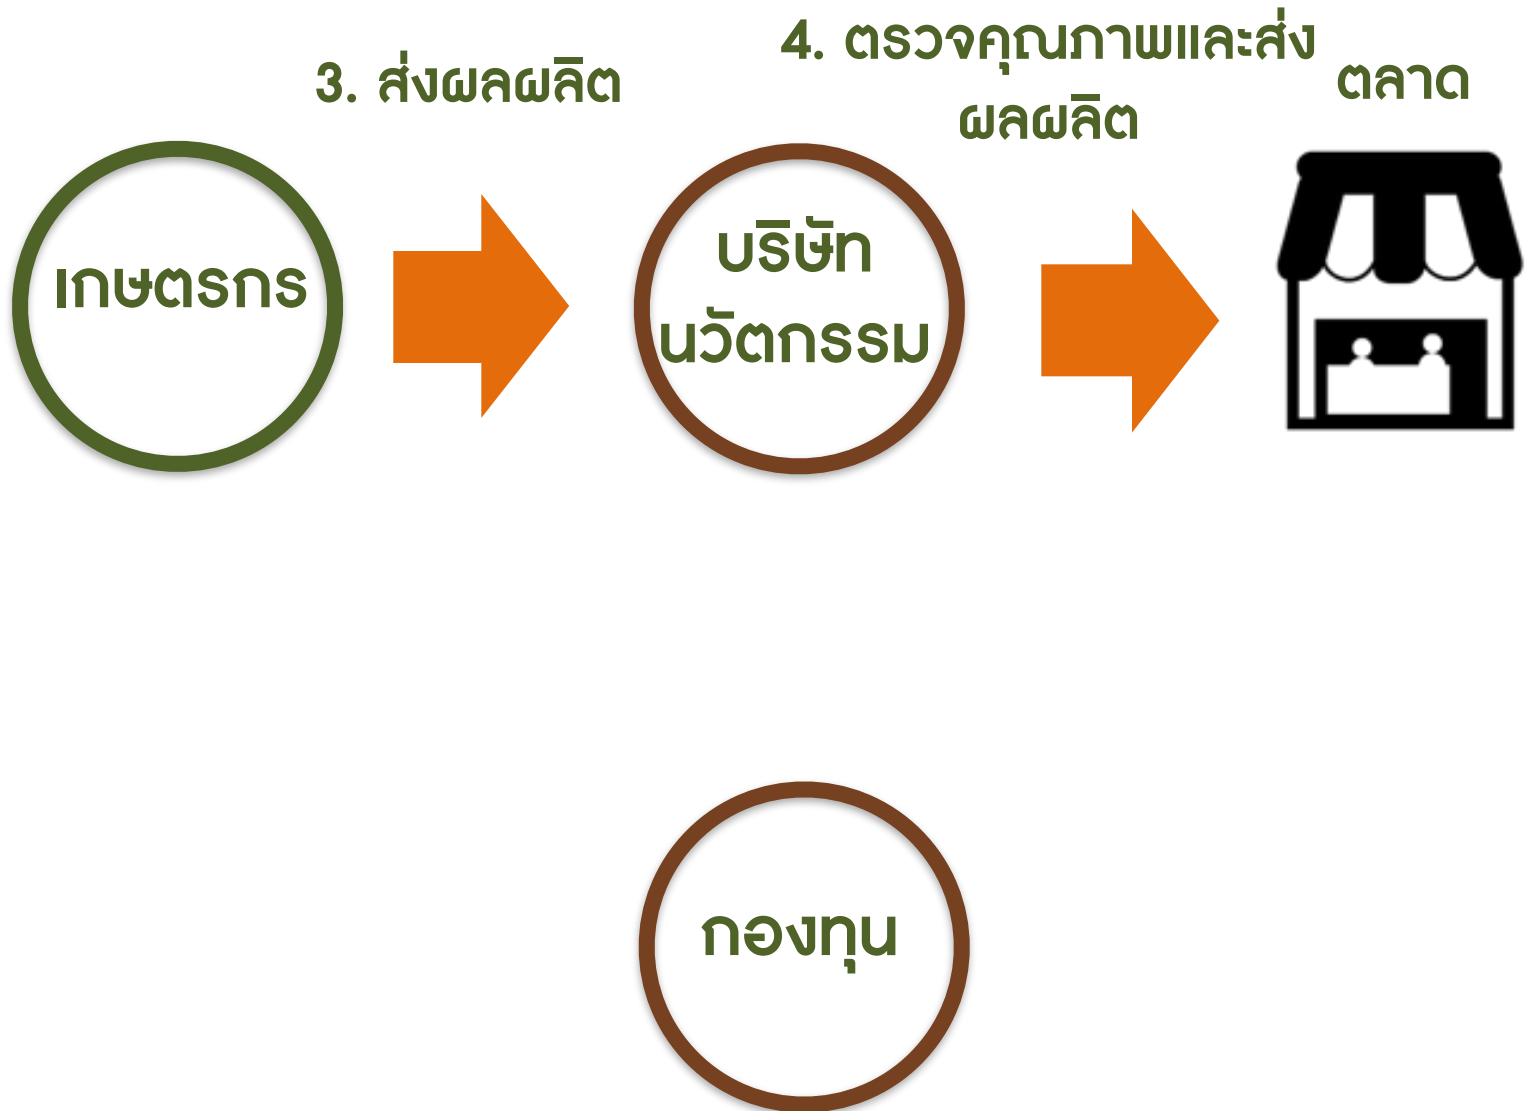 3. ส่งผลผลิต
4. ตรวจคุณภาพและส่ง
ผลผลิต
ตลาด
เกษตรกร
บริษัท
นวัตกรรม
กองทุน